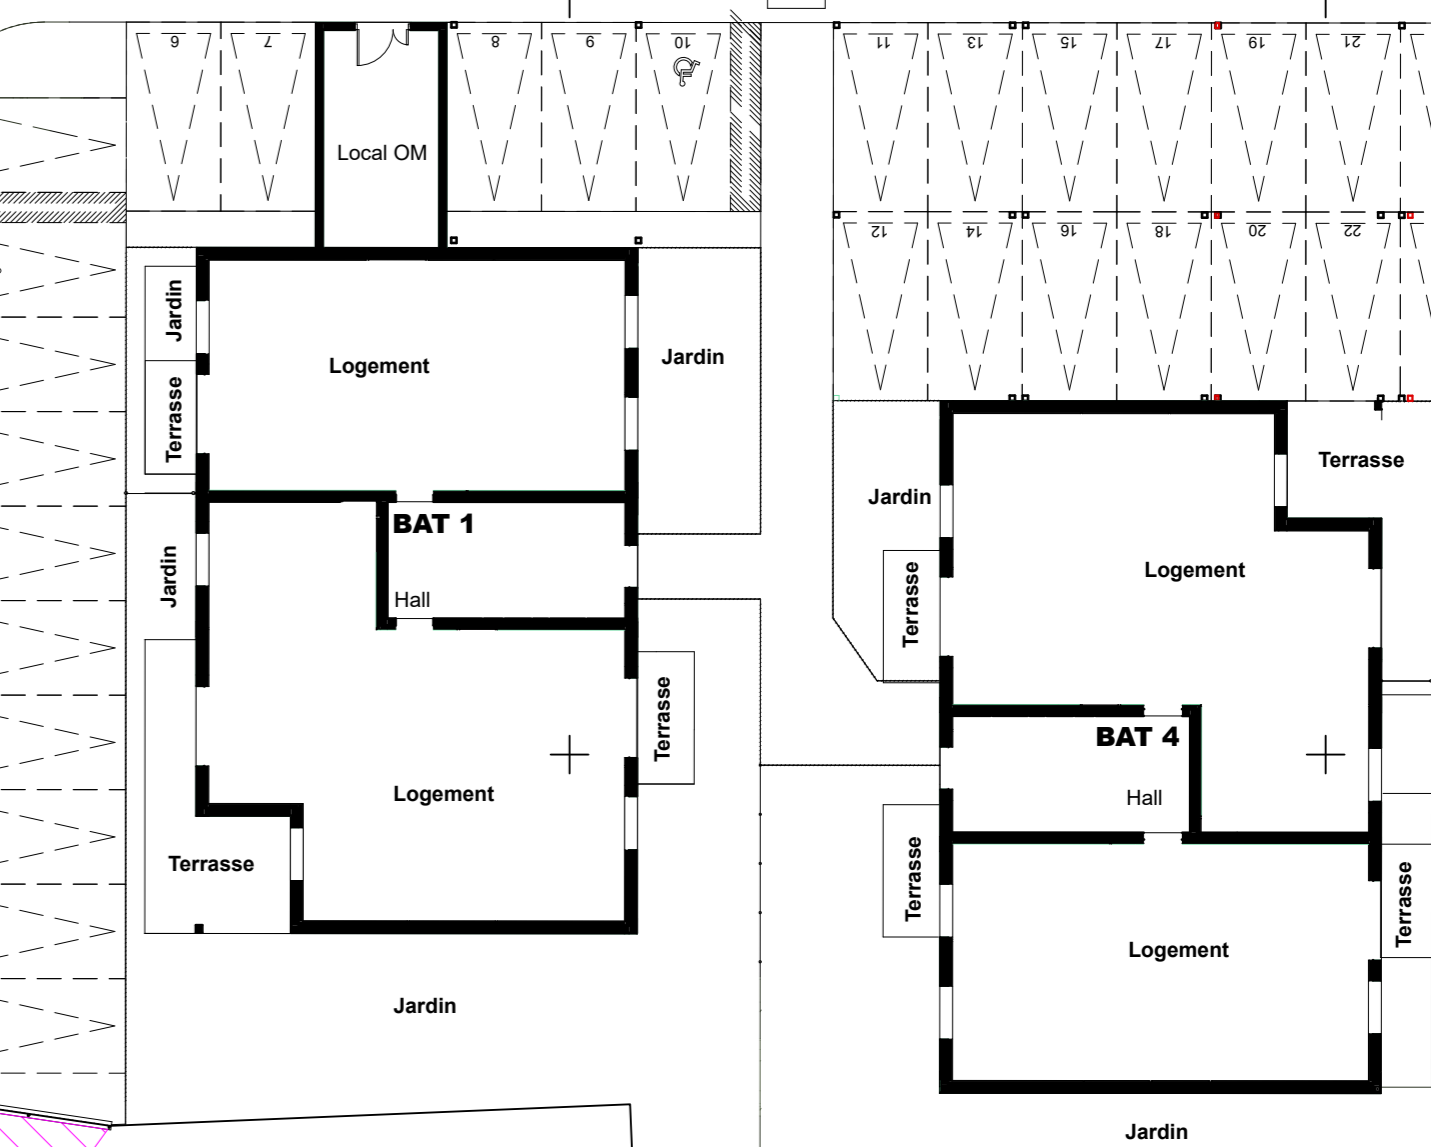 6
7
8
9
10
11
13
15
17
19
21
Local OM
12
14
16
18
20
22
Jardin
Logement
Jardin
Terrasse
Terrasse
Jardin
BAT 1
Jardin
Hall
Logement
Terrasse
Terrasse
BAT 4
Logement
Hall
Terrasse
Terrasse
Terrasse
Logement
Jardin
Jardin